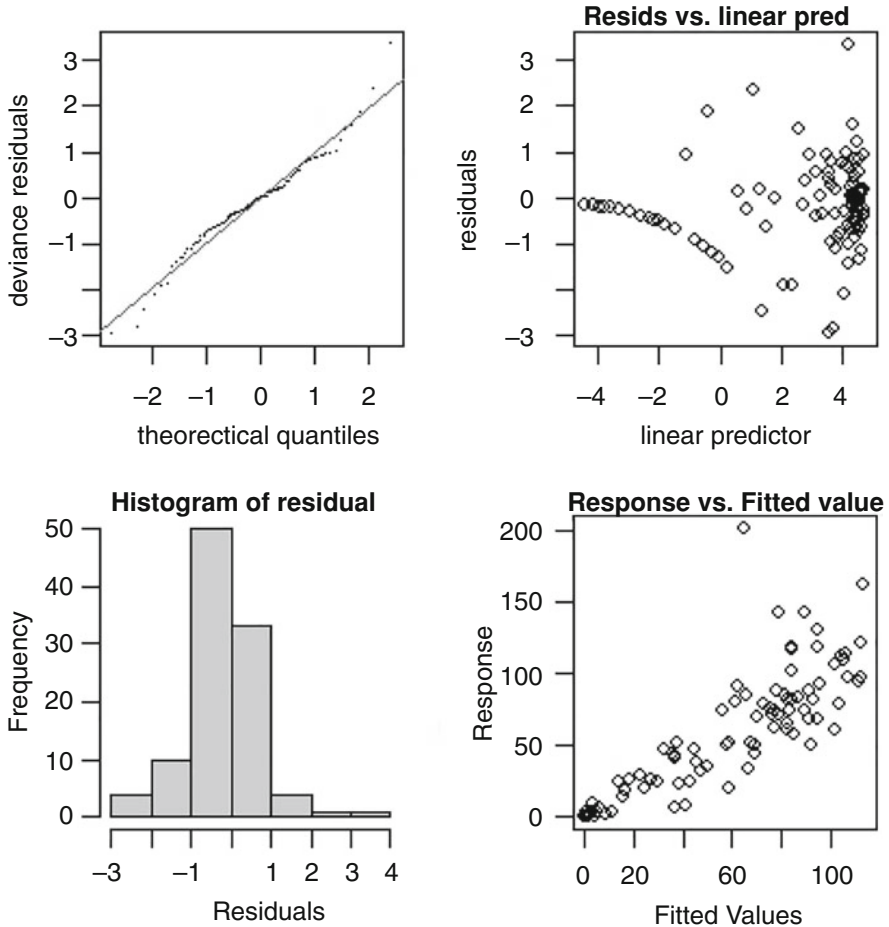 3
2
1
0
−1
−3
deviance residuals
−2 −1 0 1 2
theorectical quantiles
Resids vs. linear pred
3
2
1
0
−1
−3
residuals
−4 −2 0 2 4
linear predictor
Histogram of residual
50
40
30
20
10
0
Frequency
−3 −1 1 2 3 4
Residuals
Response vs. Fitted value
200
150
100
50
0
Response
0 20 60 100
Fitted Values